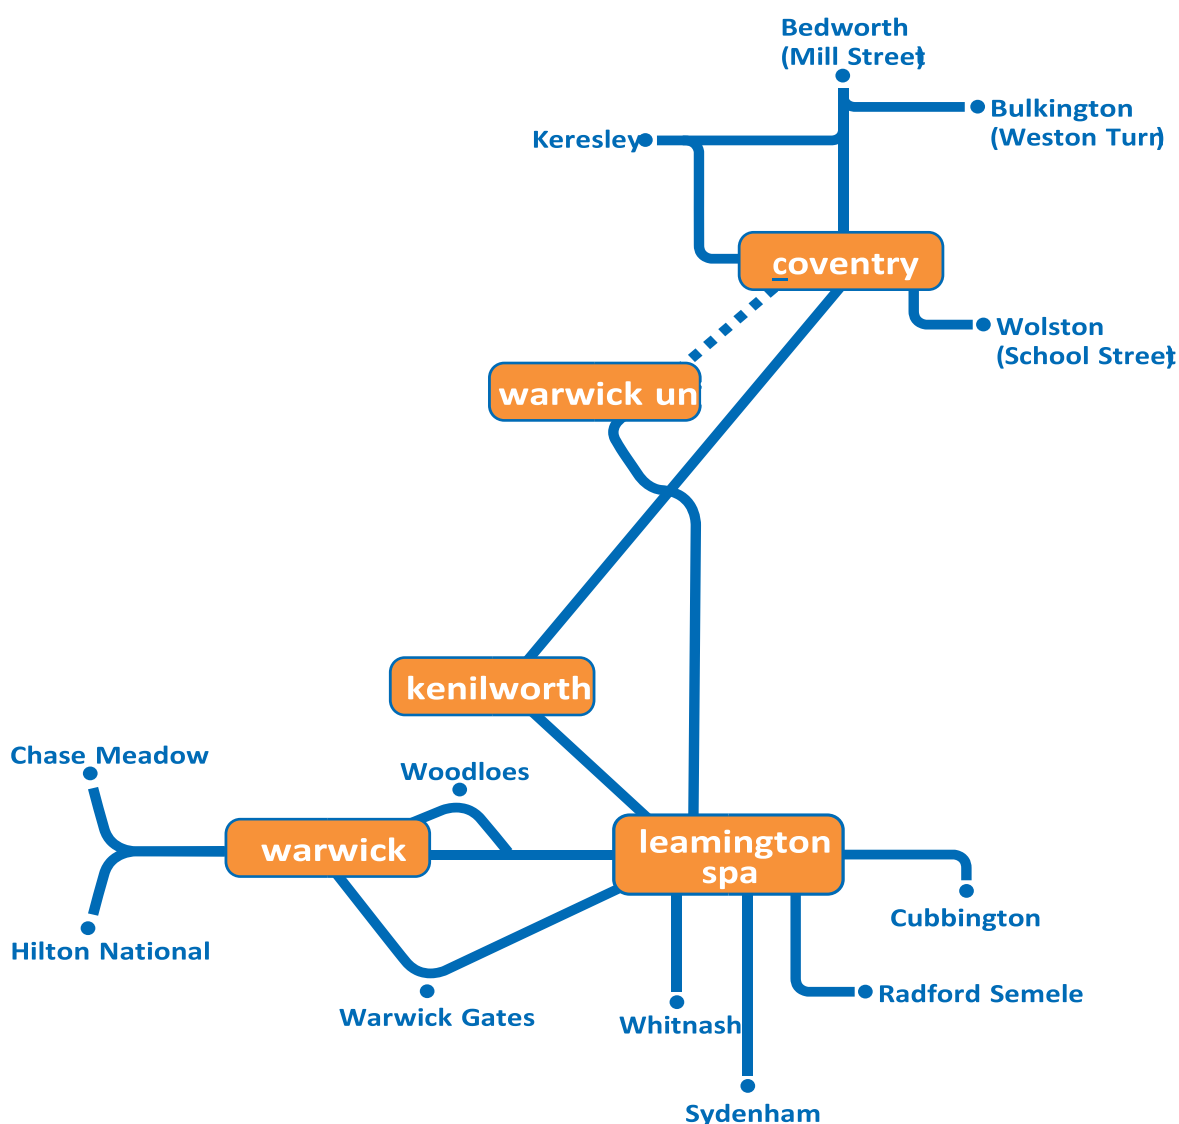 Bedworth
(Mill Street)
Bulkington
(Weston Turn)
Keresley
coventry
Wolston
(School Street)
warwick un
kenilworth
Chase Meadow
Woodloes
warwick
leamington
spa
Cubbington
Hilton National
Radford Semele
Warwick Gates
Whitnash
Sydenham